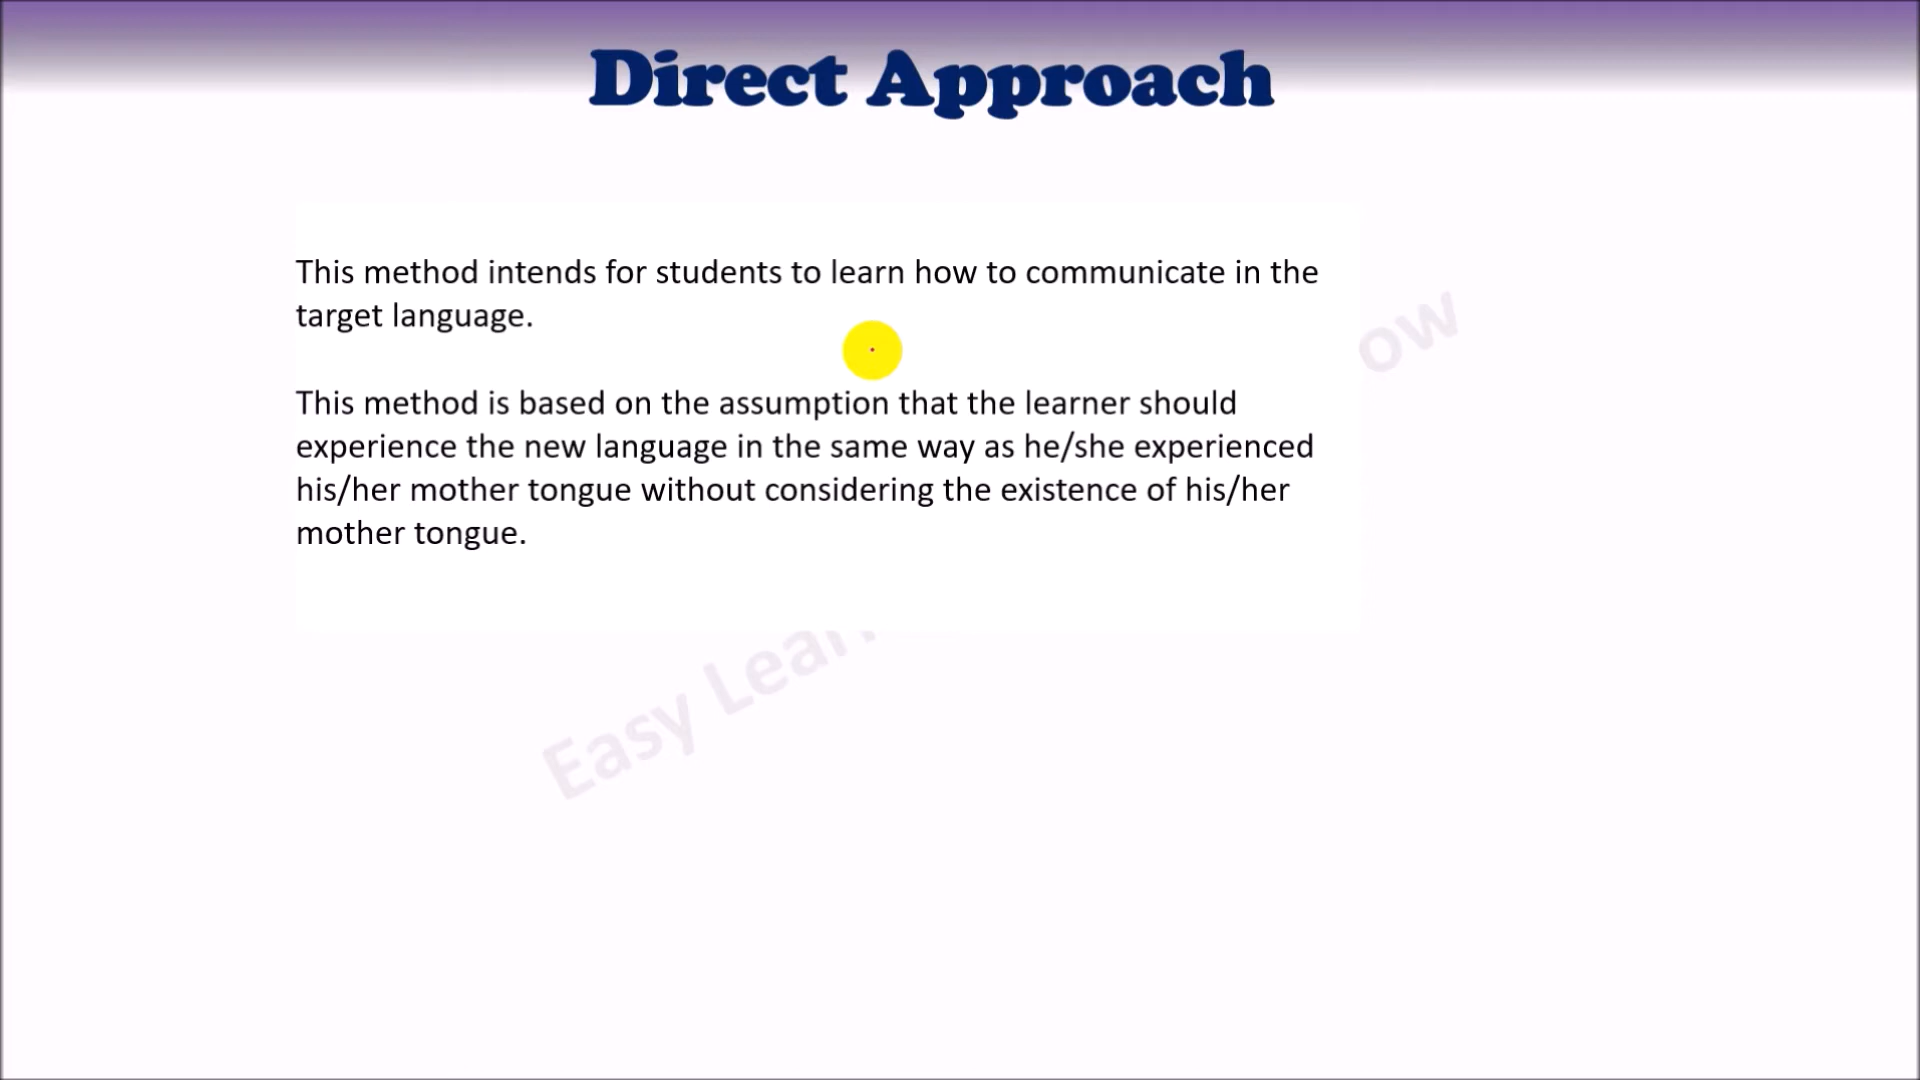 Direct Approach
This method intends for students to learn how to communicate in the
target language.
This method is based on the assumption that the learner should
experience the new language in the same way as he/she experienced
his/her mother tongue without considering the existence of his/her
mother tongue.
Easy